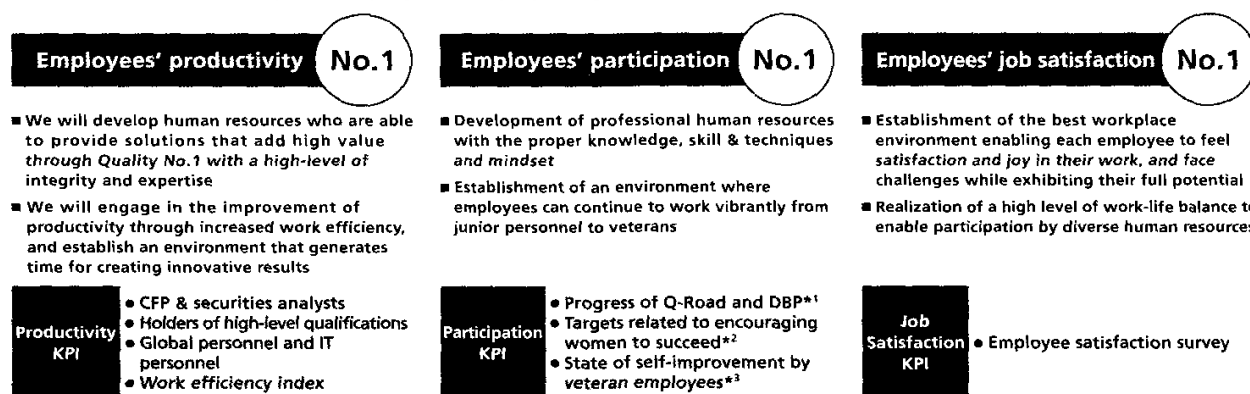 Employees' productivity No.1
■ We will develop human resources who are able
to provide solutions that add high value
through Quality No.1 with a high-level of
integrity and expertise
■ We will engage in the improvement of
productivity through increased work efficiency,
and establish an environment that generates
time for creating innovative results
Productivity
KPI
● CFP & securities analysts
● Holders of high-level qualifications
● Global personnel and IT
personnel
● Work efficiency index
Employees' participation No.1
■ Development of professional human resources
with the proper knowledge, skill & techniques
and mindset
■ Establishment of an environment where
employees can continue to work vibrantly from
junior personnel to veterans
Participation
KPI
● Progress of Q-Road and DBP*1
● Targets related to encouraging
women to succeed*2
● State of self-improvement by
veteran employees*3
Employees' job satisfaction No.1
■ Establishment of the best workplace
environment enabling each employee to feel
satisfaction and joy in their work, and face
challenges while exhibiting their full potential
■ Realization of a high level of work-life balance to
enable participation by diverse human resources
Job
Satisfaction
KPI
● Employee satisfaction survey